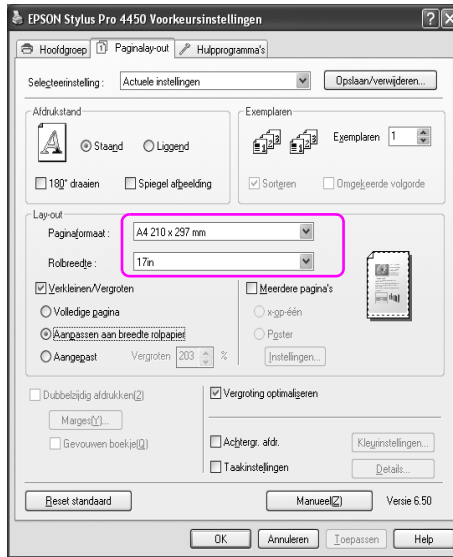 EPSON Stylus Pro 4450 Voorkeursinstellingen
Hoofdgroep Paginalay-out Hulpprogramma's
Selecteerinstelling : Actuele instellingen Opslaan/verwijderen...
Afdrukstand Exemplaren
Staand Liggend Exemplaren 1
180° draaien Spiegel afbeelding Sorteren Omgekeerde volgorde
Lay-out
Paginaformaat : A4 210 x 297 mm
Rolbreedte : 17in
Verkleinen/Vergroten Meerdere pagina's
Volledige pagina x-op-één
Aanpassen aan breedte rolpapier Poster
Aangepast Vergroten 203 % Instellingen...
Dubbelzijdig afdrukken(2) Vergroting optimaliseren
Marges(Y)...
Gevouwen boekje(Q) Achtergr. afdr. Kleurinstellingen...
Taakinstellingen Details...
Reset standaard Manueel(Z) Versie 6.50
OK Annuleren Toepassen Help